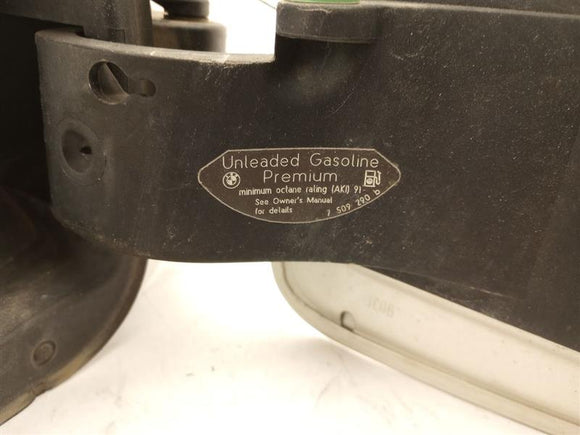 Unleaded Gasoline
Premium
minimum octane rating (AKI) 91
See Owner's Manual
for details
7 509 290 b